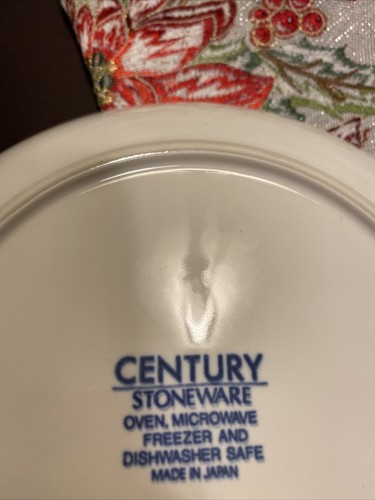 CENTURY
STONEWARE
OVEN, MICROWAVE
FREEZER AND
DISHWASHER SAFE
MADE IN JAPAN